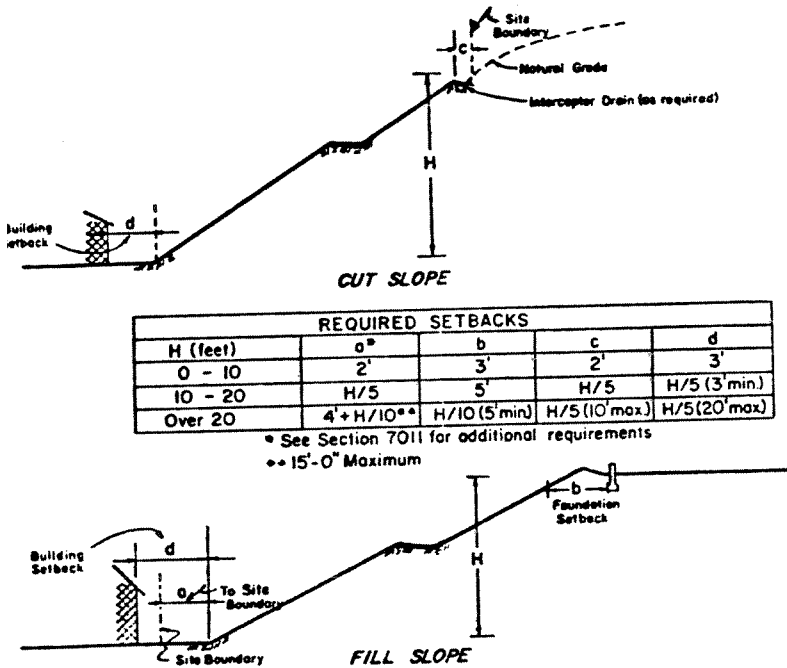 Site
Boundary
c
Natural Grade
Interceptor Drain (as required)
H
d
Building
Setback
CUT SLOPE
REQUIRED SETBACKS
H (feet) a* b c d
0 - 10 2' 3' 2' 3'
10 - 20 H/5 5' H/5 H/5 (3' min.)
Over 20 4' + H/10** H/10 (5' min) H/5 (10' max) H/5 (20' max)
* See Section 7011 for additional requirements
** 15'-0" Maximum
b
Foundation
Setback
H
Building
Setback
d
a To Site
Boundary
Site Boundary
FILL SLOPE